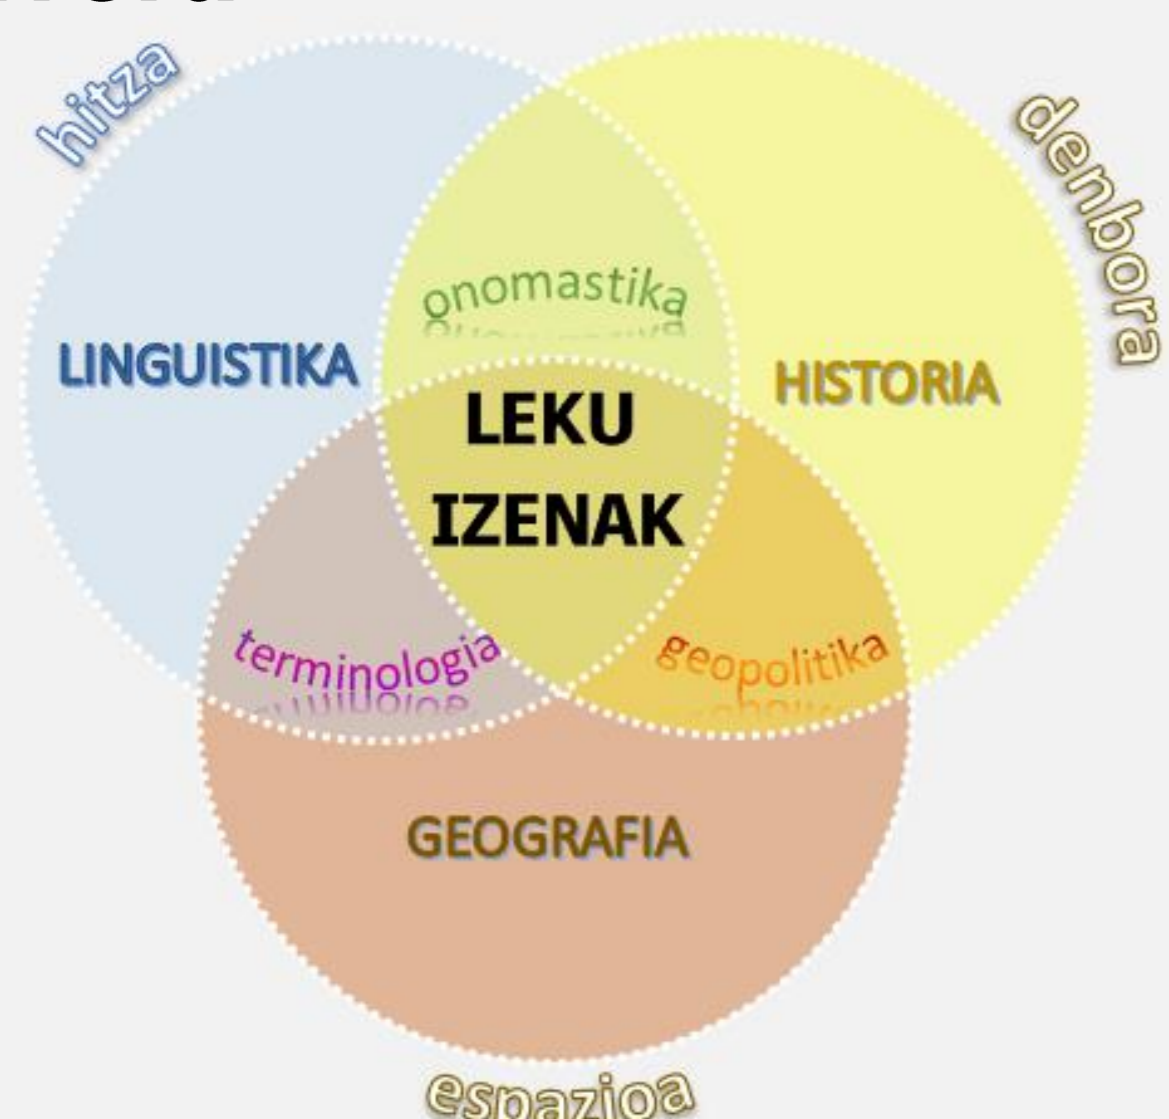 hitza
denbora
onomastika
LINGUISTIKA
HISTORIA
LEKU
IZENAK
terminologia
geopolitika
GEOGRAFIA
espazioa